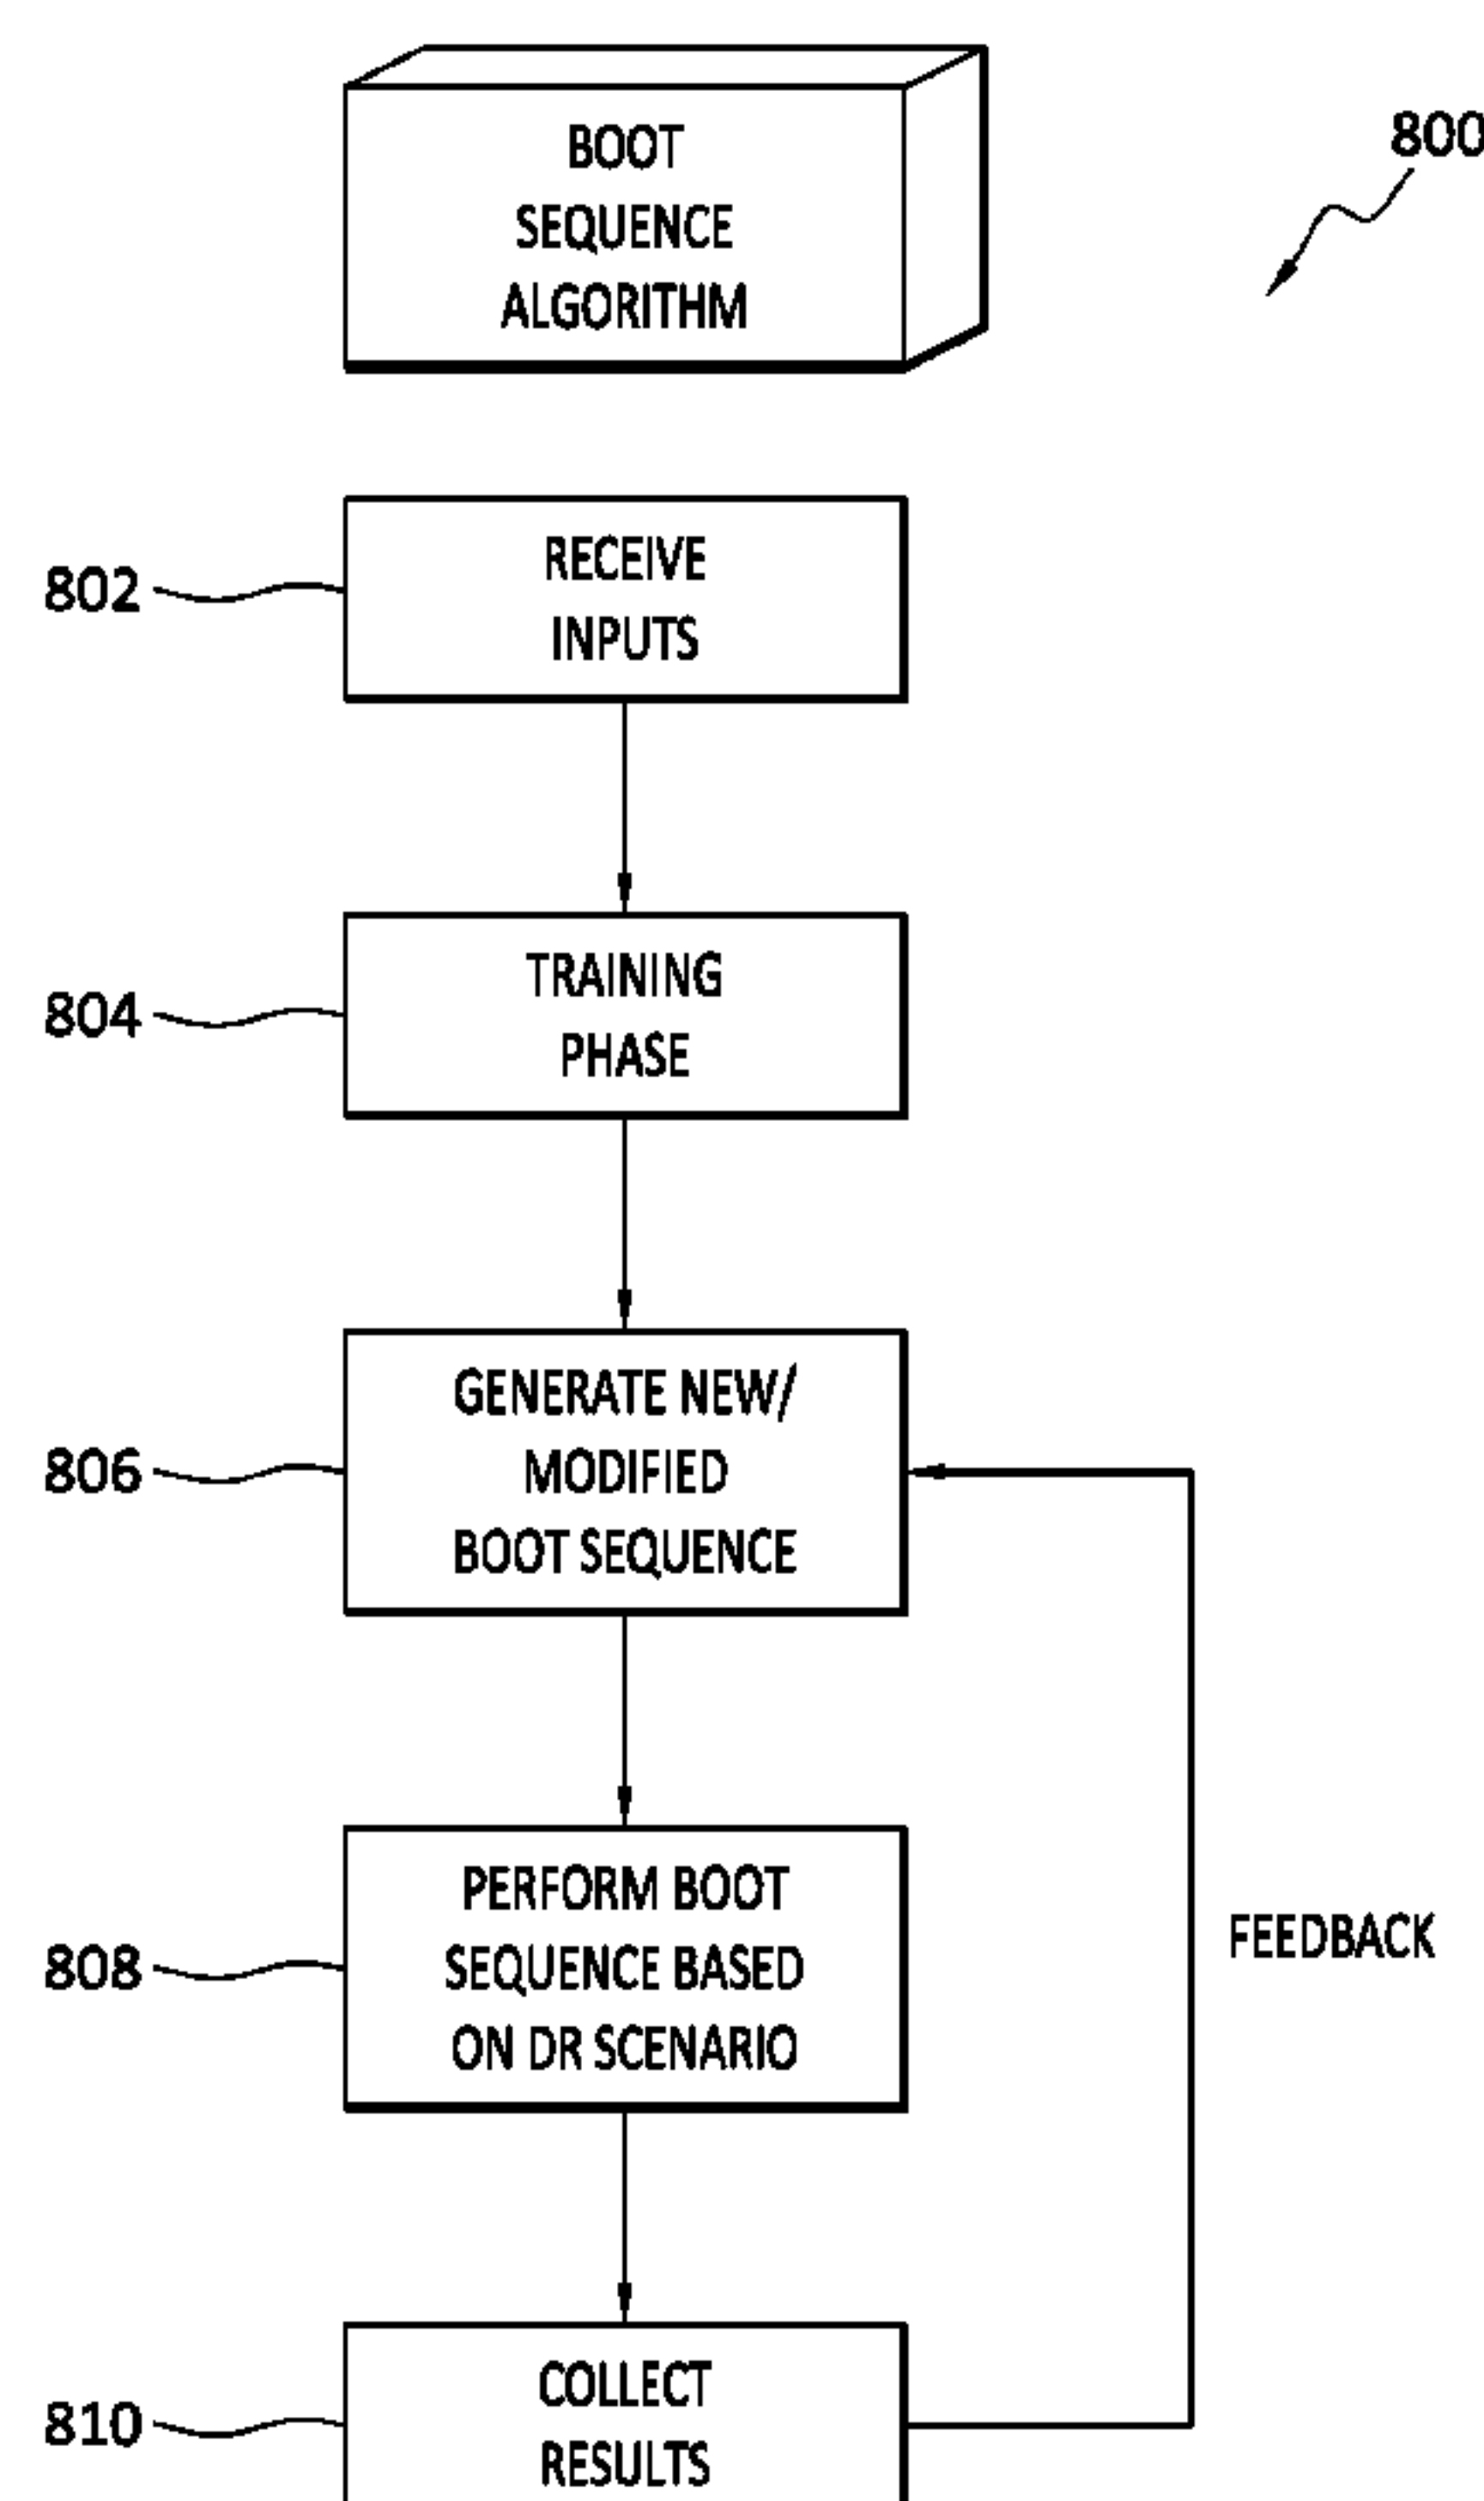 BOOT
SEQUENCE
ALGORITHM
800
802
RECEIVE
INPUTS
804
TRAINING
PHASE
806
GENERATE NEW/
MODIFIED
BOOT SEQUENCE
808
PERFORM BOOT
SEQUENCE BASED
ON DR SCENARIO
FEEDBACK
810
COLLECT
RESULTS